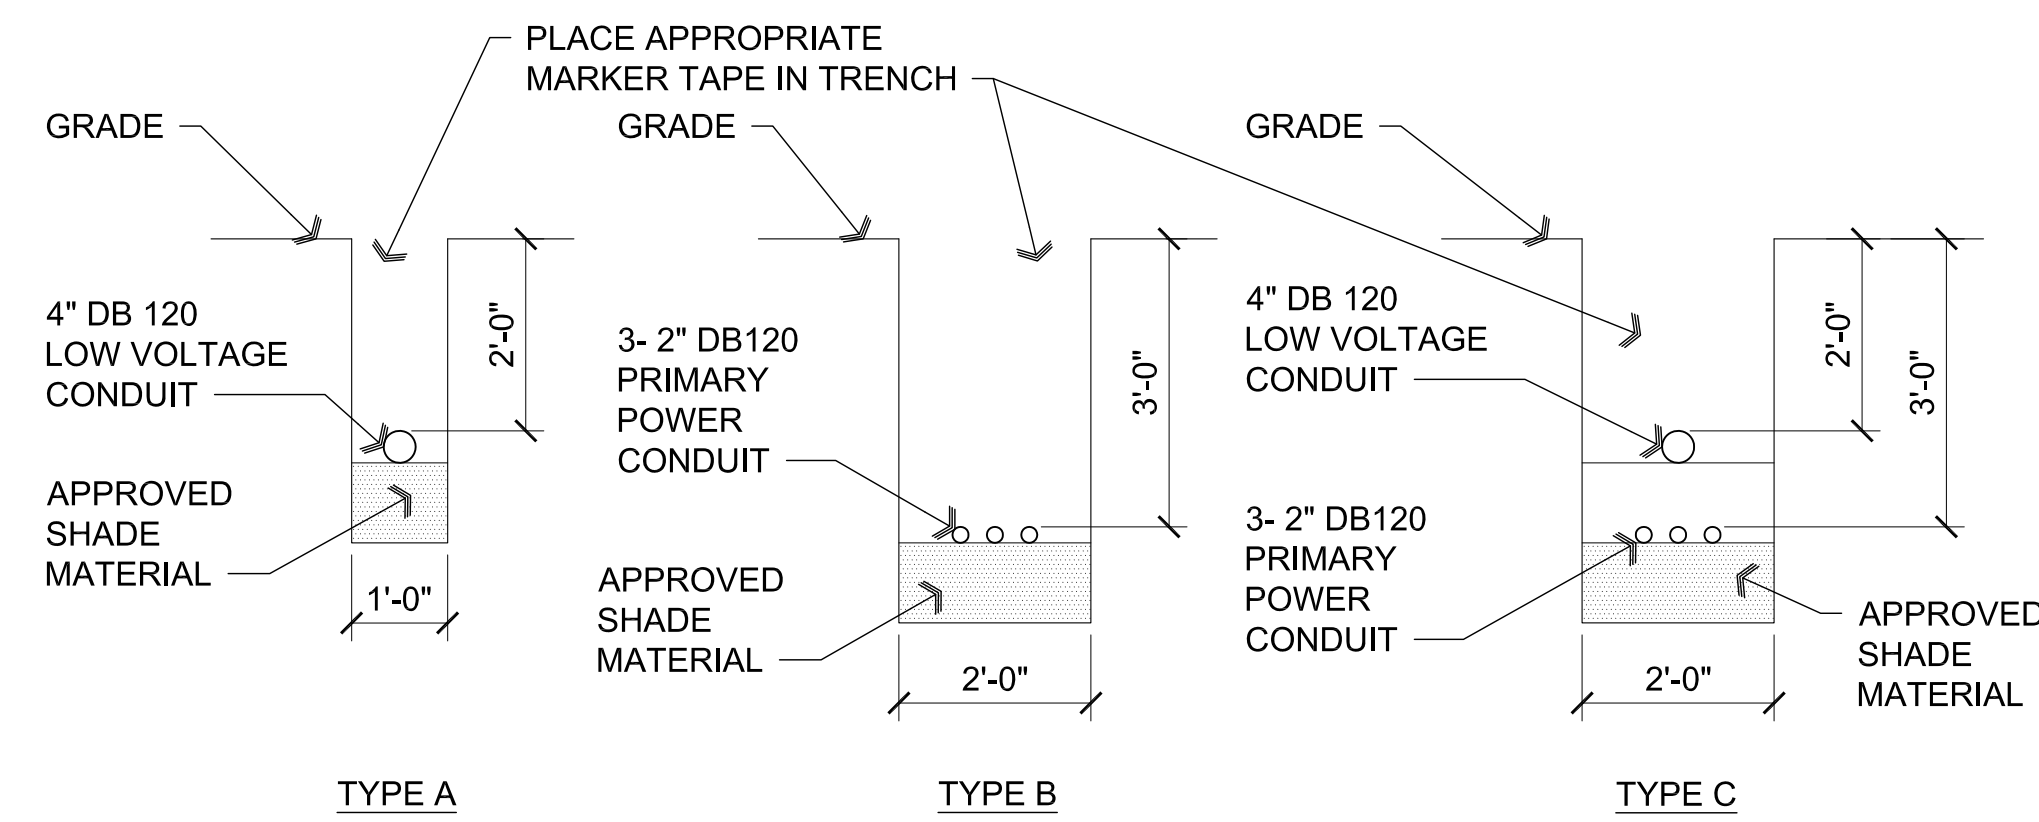 PLACE APPROPRIATE
MARKER TAPE IN TRENCH
GRADE
4" DB 120
LOW VOLTAGE
CONDUIT
APPROVED
SHADE
MATERIAL
2'-0"
1'-0"
TYPE A
GRADE
3- 2" DB120
PRIMARY
POWER
CONDUIT
APPROVED
SHADE
MATERIAL
3'-0"
2'-0"
TYPE B
GRADE
4" DB 120
LOW VOLTAGE
CONDUIT
3- 2" DB120
PRIMARY
POWER
CONDUIT
2'-0"
3'-0"
APPROVED
SHADE
MATERIAL
2'-0"
TYPE C